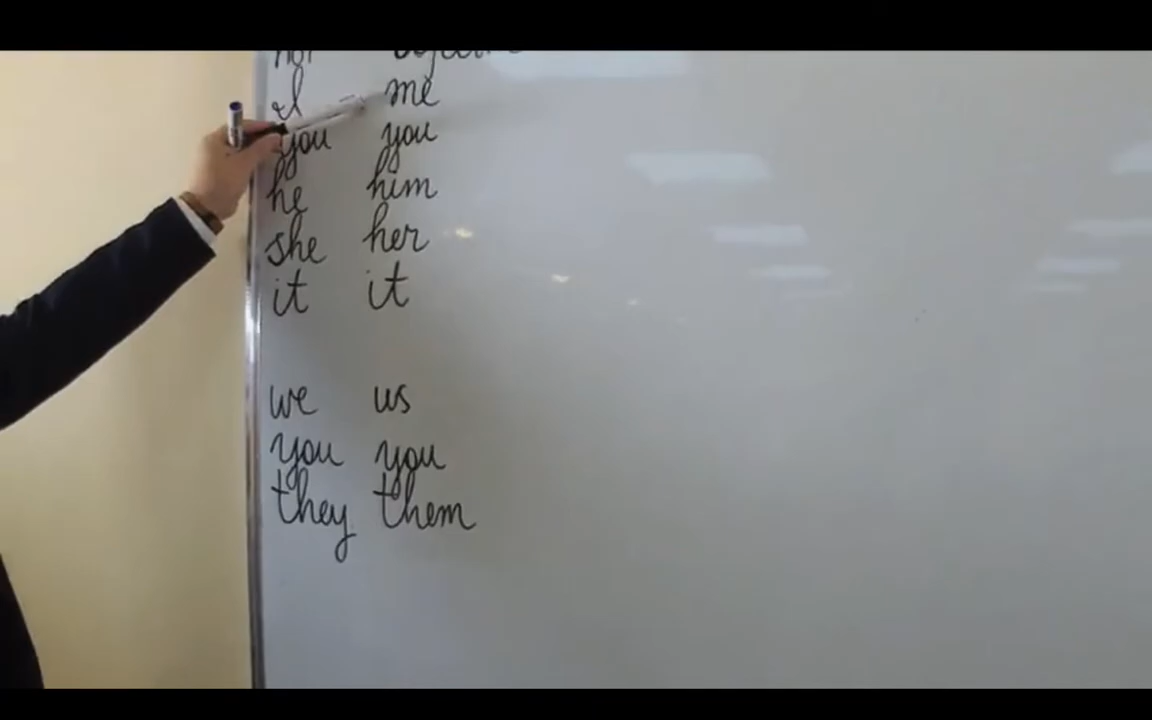 I me
you you
he him
she her
it it
we us
you you
they them